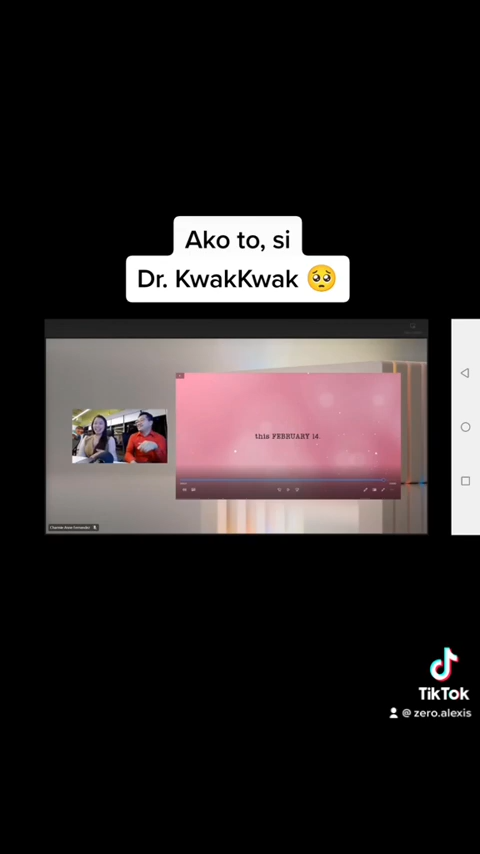 Ako to, si
Dr. KwakKwak 🥺
this FEBRUARY 14
TikTok
@zero.alexis